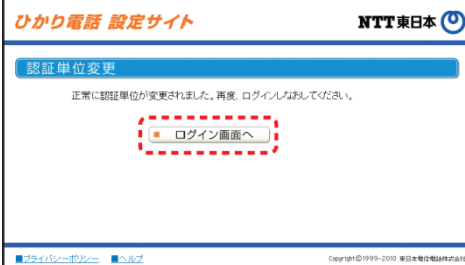 ひかり電話 設定サイト
NTT東日本
認証単位変更
正常に認証単位が変更されました。再度、ログインしなおしてください。
ログイン画面へ
■プライバシーポリシー ■ヘルプ
Copyright©1999-2010 東日本電信電話株式会社